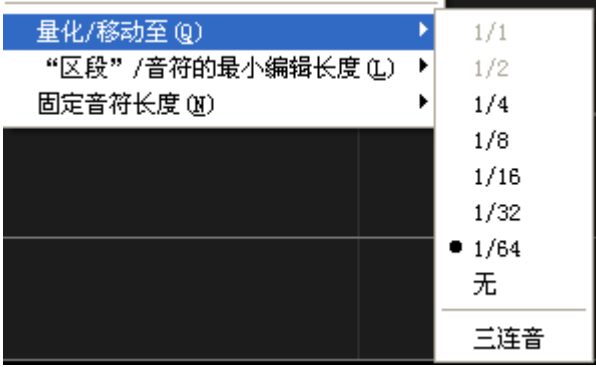 量化/移动至(Q)
“区段”/音符的最小编辑长度(L)
固定音符长度(N)
1/1
1/2
1/4
1/8
1/16
1/32
1/64
无
三连音